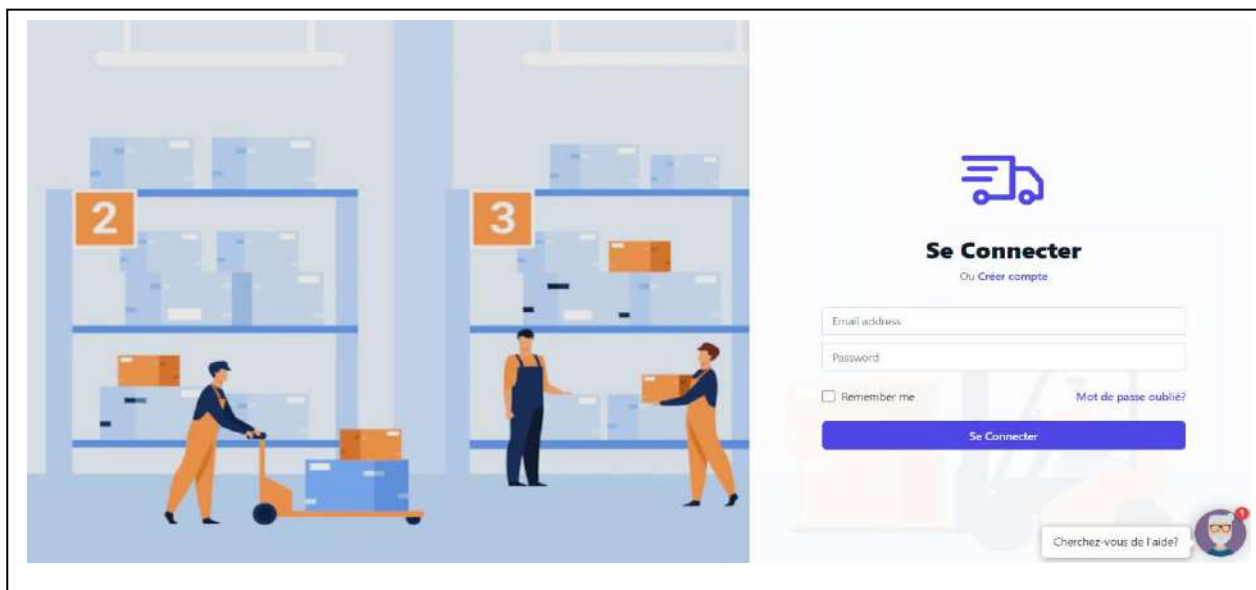 2
3
Se Connecter
Ou Créer compte
Email address
Password
Remember me
Mot de passe oublié?
Se Connecter
Cherchez-vous de l'aide?
1